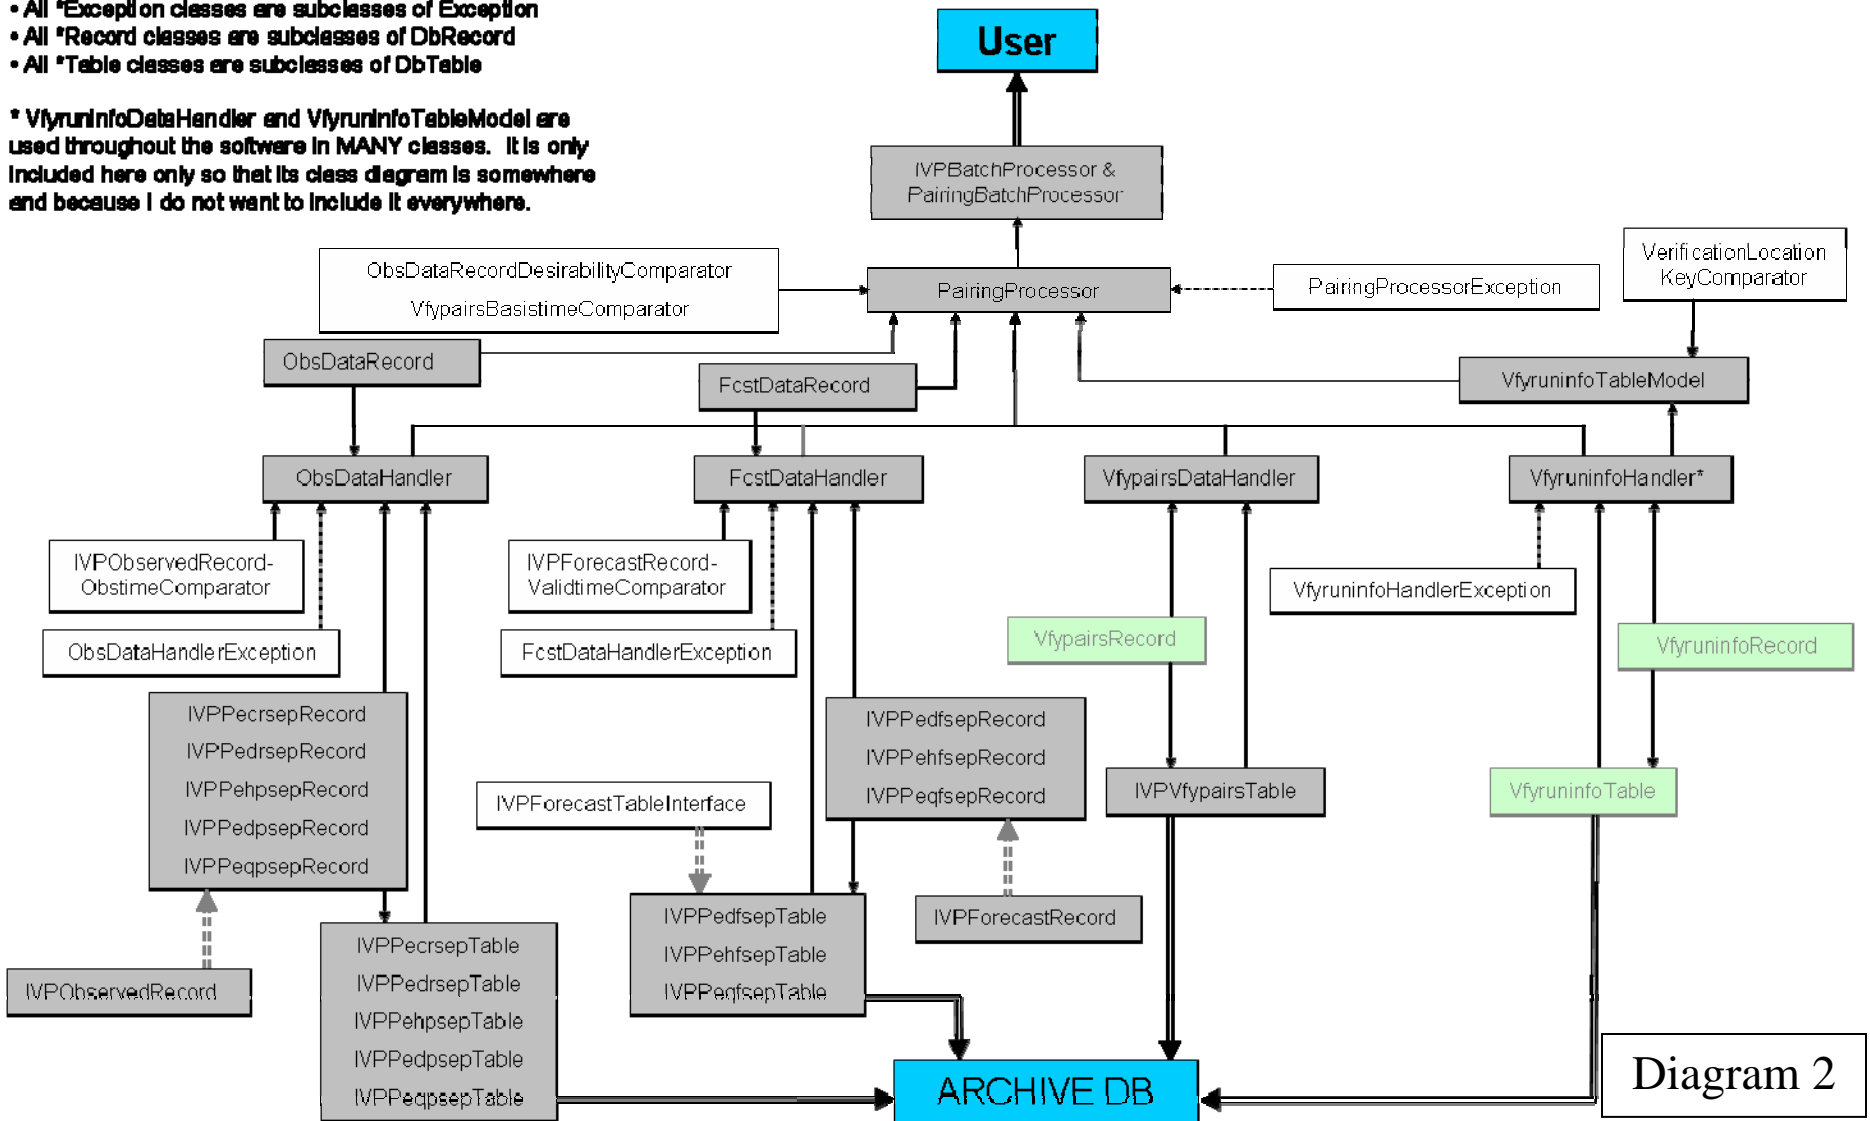 • All *Exception classes are subclasses of Exception
• All *Record classes are subclasses of DbRecord
• All *Table classes are subclasses of DbTable
* VfyruninfoDataHandler and VfyruninfoTableModel are
used throughout the software in MANY classes. It is only
included here only so that its class diagram is somewhere
and because I do not want to include it everywhere.
User
IVPBatchProcessor &
PairingBatchProcessor
ObsDataRecordDesirabilityComparator
VfypairsBasistimeComparator
PairingProcessor
PairingProcessorException
VerificationLocation
KeyComparator
ObsDataRecord
FcstDataRecord
VfyruninfoTableModel
ObsDataHandler
FcstDataHandler
VfypairsDataHandler
VfyruninfoHandler*
IVPObservedRecord-
ObstimeComparator
IVPForecastRecord-
ValidtimeComparator
VfyruninfoHandlerException
ObsDataHandlerException
FcstDataHandlerException
VfypairsRecord
VfyruninfoRecord
IVPPecrsepRecord
IVPPedrsepRecord
IVPPehpsepRecord
IVPPedpsepRecord
IVPPeqpsepRecord
IVPPedfsepRecord
IVPPehfsepRecord
IVPPeqfsepRecord
IVPForecastTableInterface
IVPVfypairsTable
VfyruninfoTable
IVPPedfsepTable
IVPPehfsepTable
IVPPeqfsepTable
IVPForecastRecord
IVPObservedRecord
IVPPecrsepTable
IVPPedrsepTable
IVPPehpsepTable
IVPPedpsepTable
IVPPeqpsepTable
ARCHIVE DB
Diagram 2